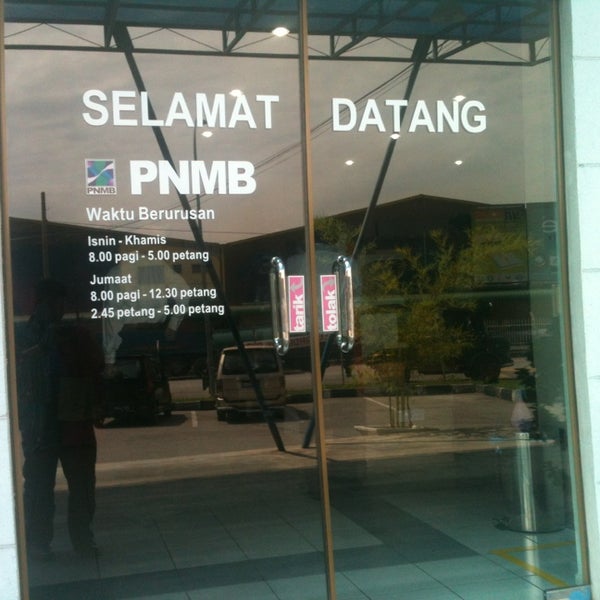 SELAMAT DATANG
PNMB
PNMB
Waktu Berurusan
Isnin - Khamis
8.00 pagi - 5.00 petang
Jumaat
8.00 pagi - 12.30 petang
2.45 petang - 5.00 petang
tarik
tolak